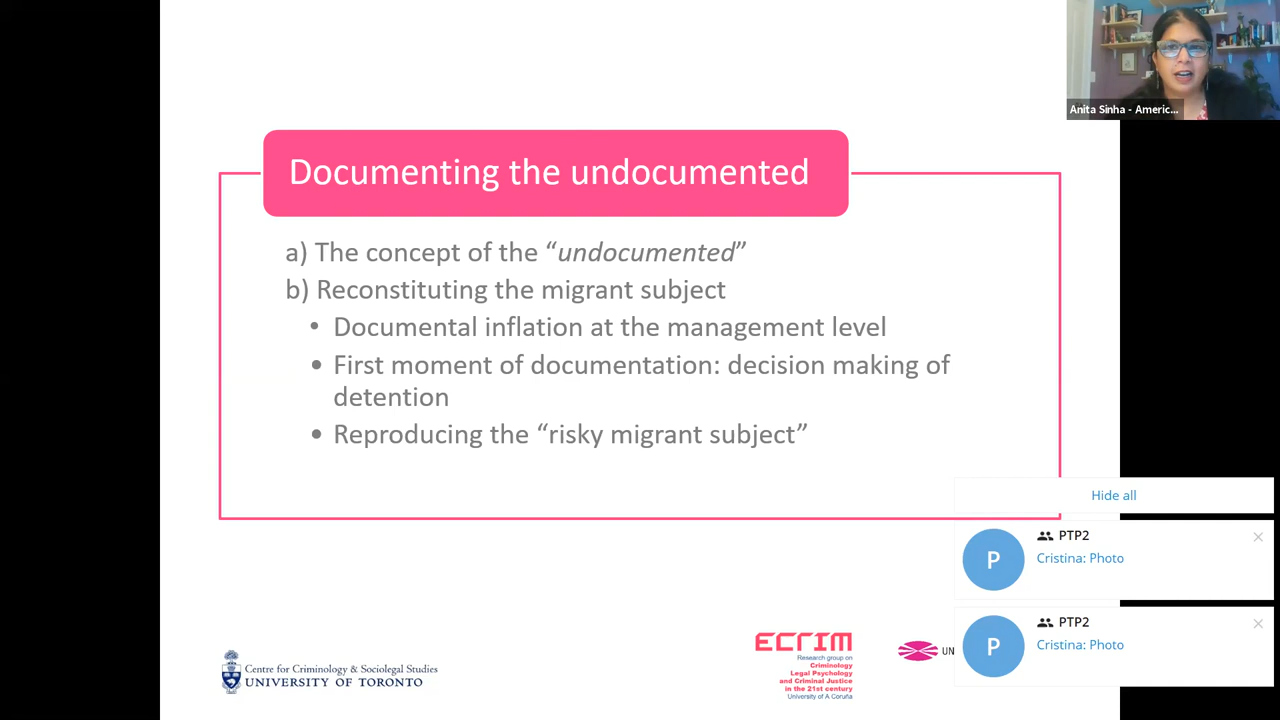 Anita Sinha - Americ...
Documenting the undocumented
a) The concept of the “undocumented”
b) Reconstituting the migrant subject
• Documental inflation at the management level
• First moment of documentation: decision making of
detention
• Reproducing the “risky migrant subject”
Hide all
PTP2
P
Cristina: Photo
PTP2
P
Cristina: Photo
Centre for Criminology & Sociolegal Studies
UNIVERSITY OF TORONTO
ECRIM
Research group on
Criminology
Legal Psychology
and Criminal Justice
in the 21st century
University of A Coruña
UN